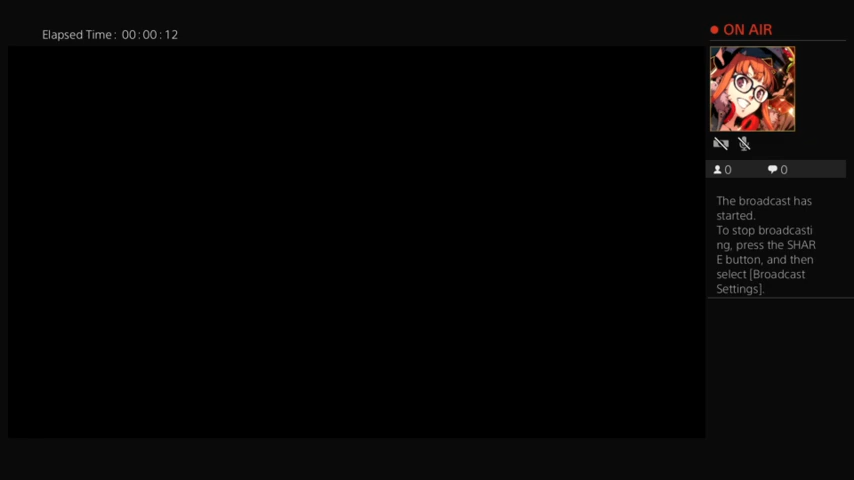 Elapsed Time : 00:00:12
ON AIR
0 0
The broadcast has
started.
To stop broadcasti
ng, press the SHAR
E button, and then
select [Broadcast
Settings].